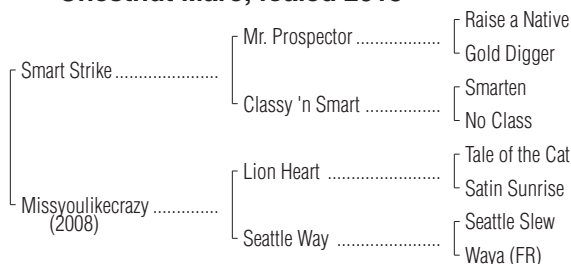 Chestnut Mare; foaled
Raise a Native
Mr. Prospector ..................
Gold Digger
Smart Strike ......................
Smarten
Classy 'n Smart ................
No Class
Tale of the Cat
Lion Heart ........................
Satin Sunrise
Missyoulikecrazy ..............
(2008)
Seattle Slew
Seattle Way ......................
Waya (FR)